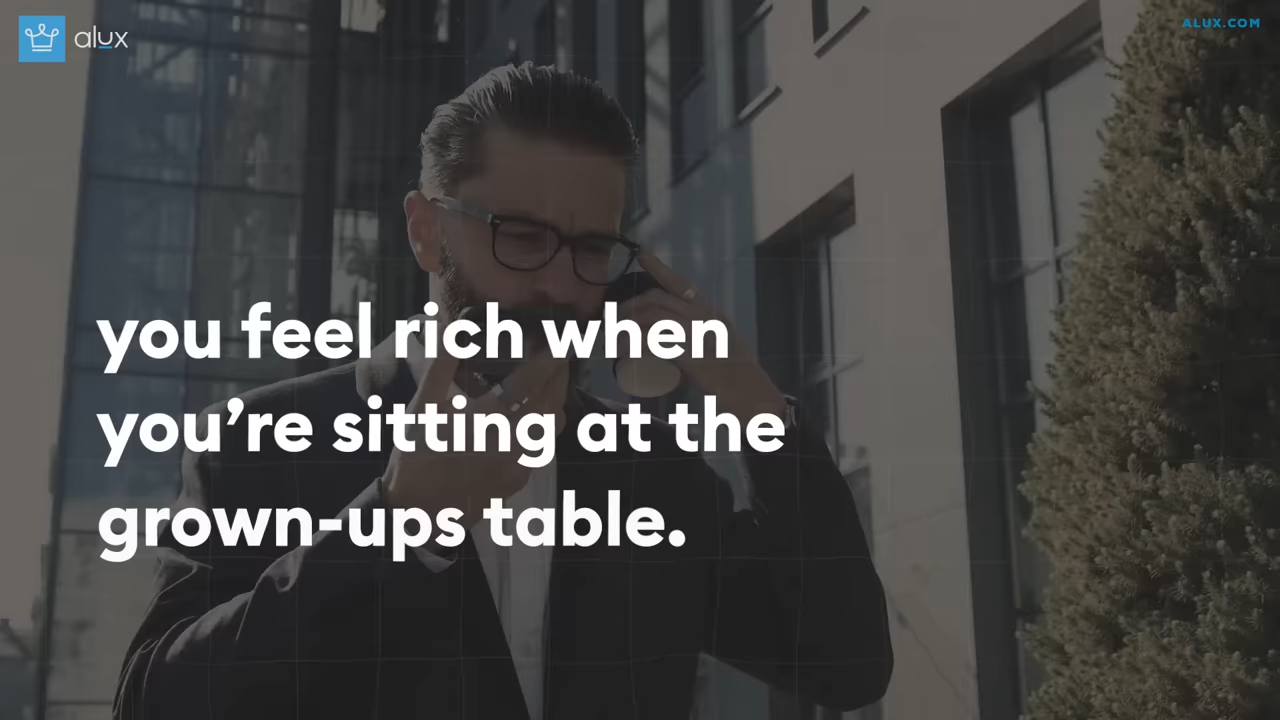 alux
ALUX.COM
you feel rich when
you're sitting at the
grown-ups table.